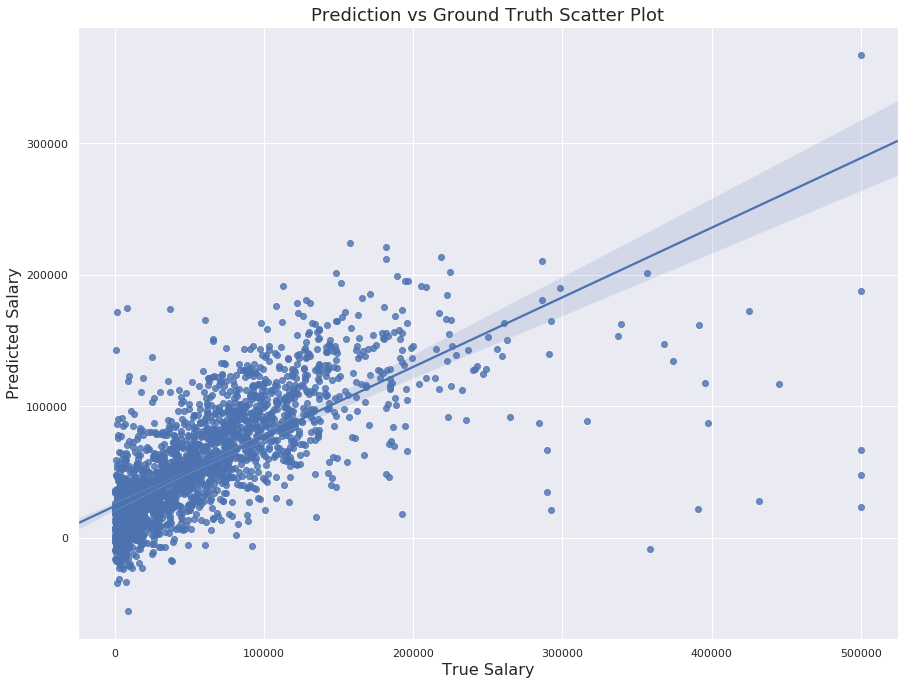 Prediction vs Ground Truth Scatter Plot
300000
200000
100000
0
Predicted Salary
0 100000 200000 300000 400000 500000
True Salary